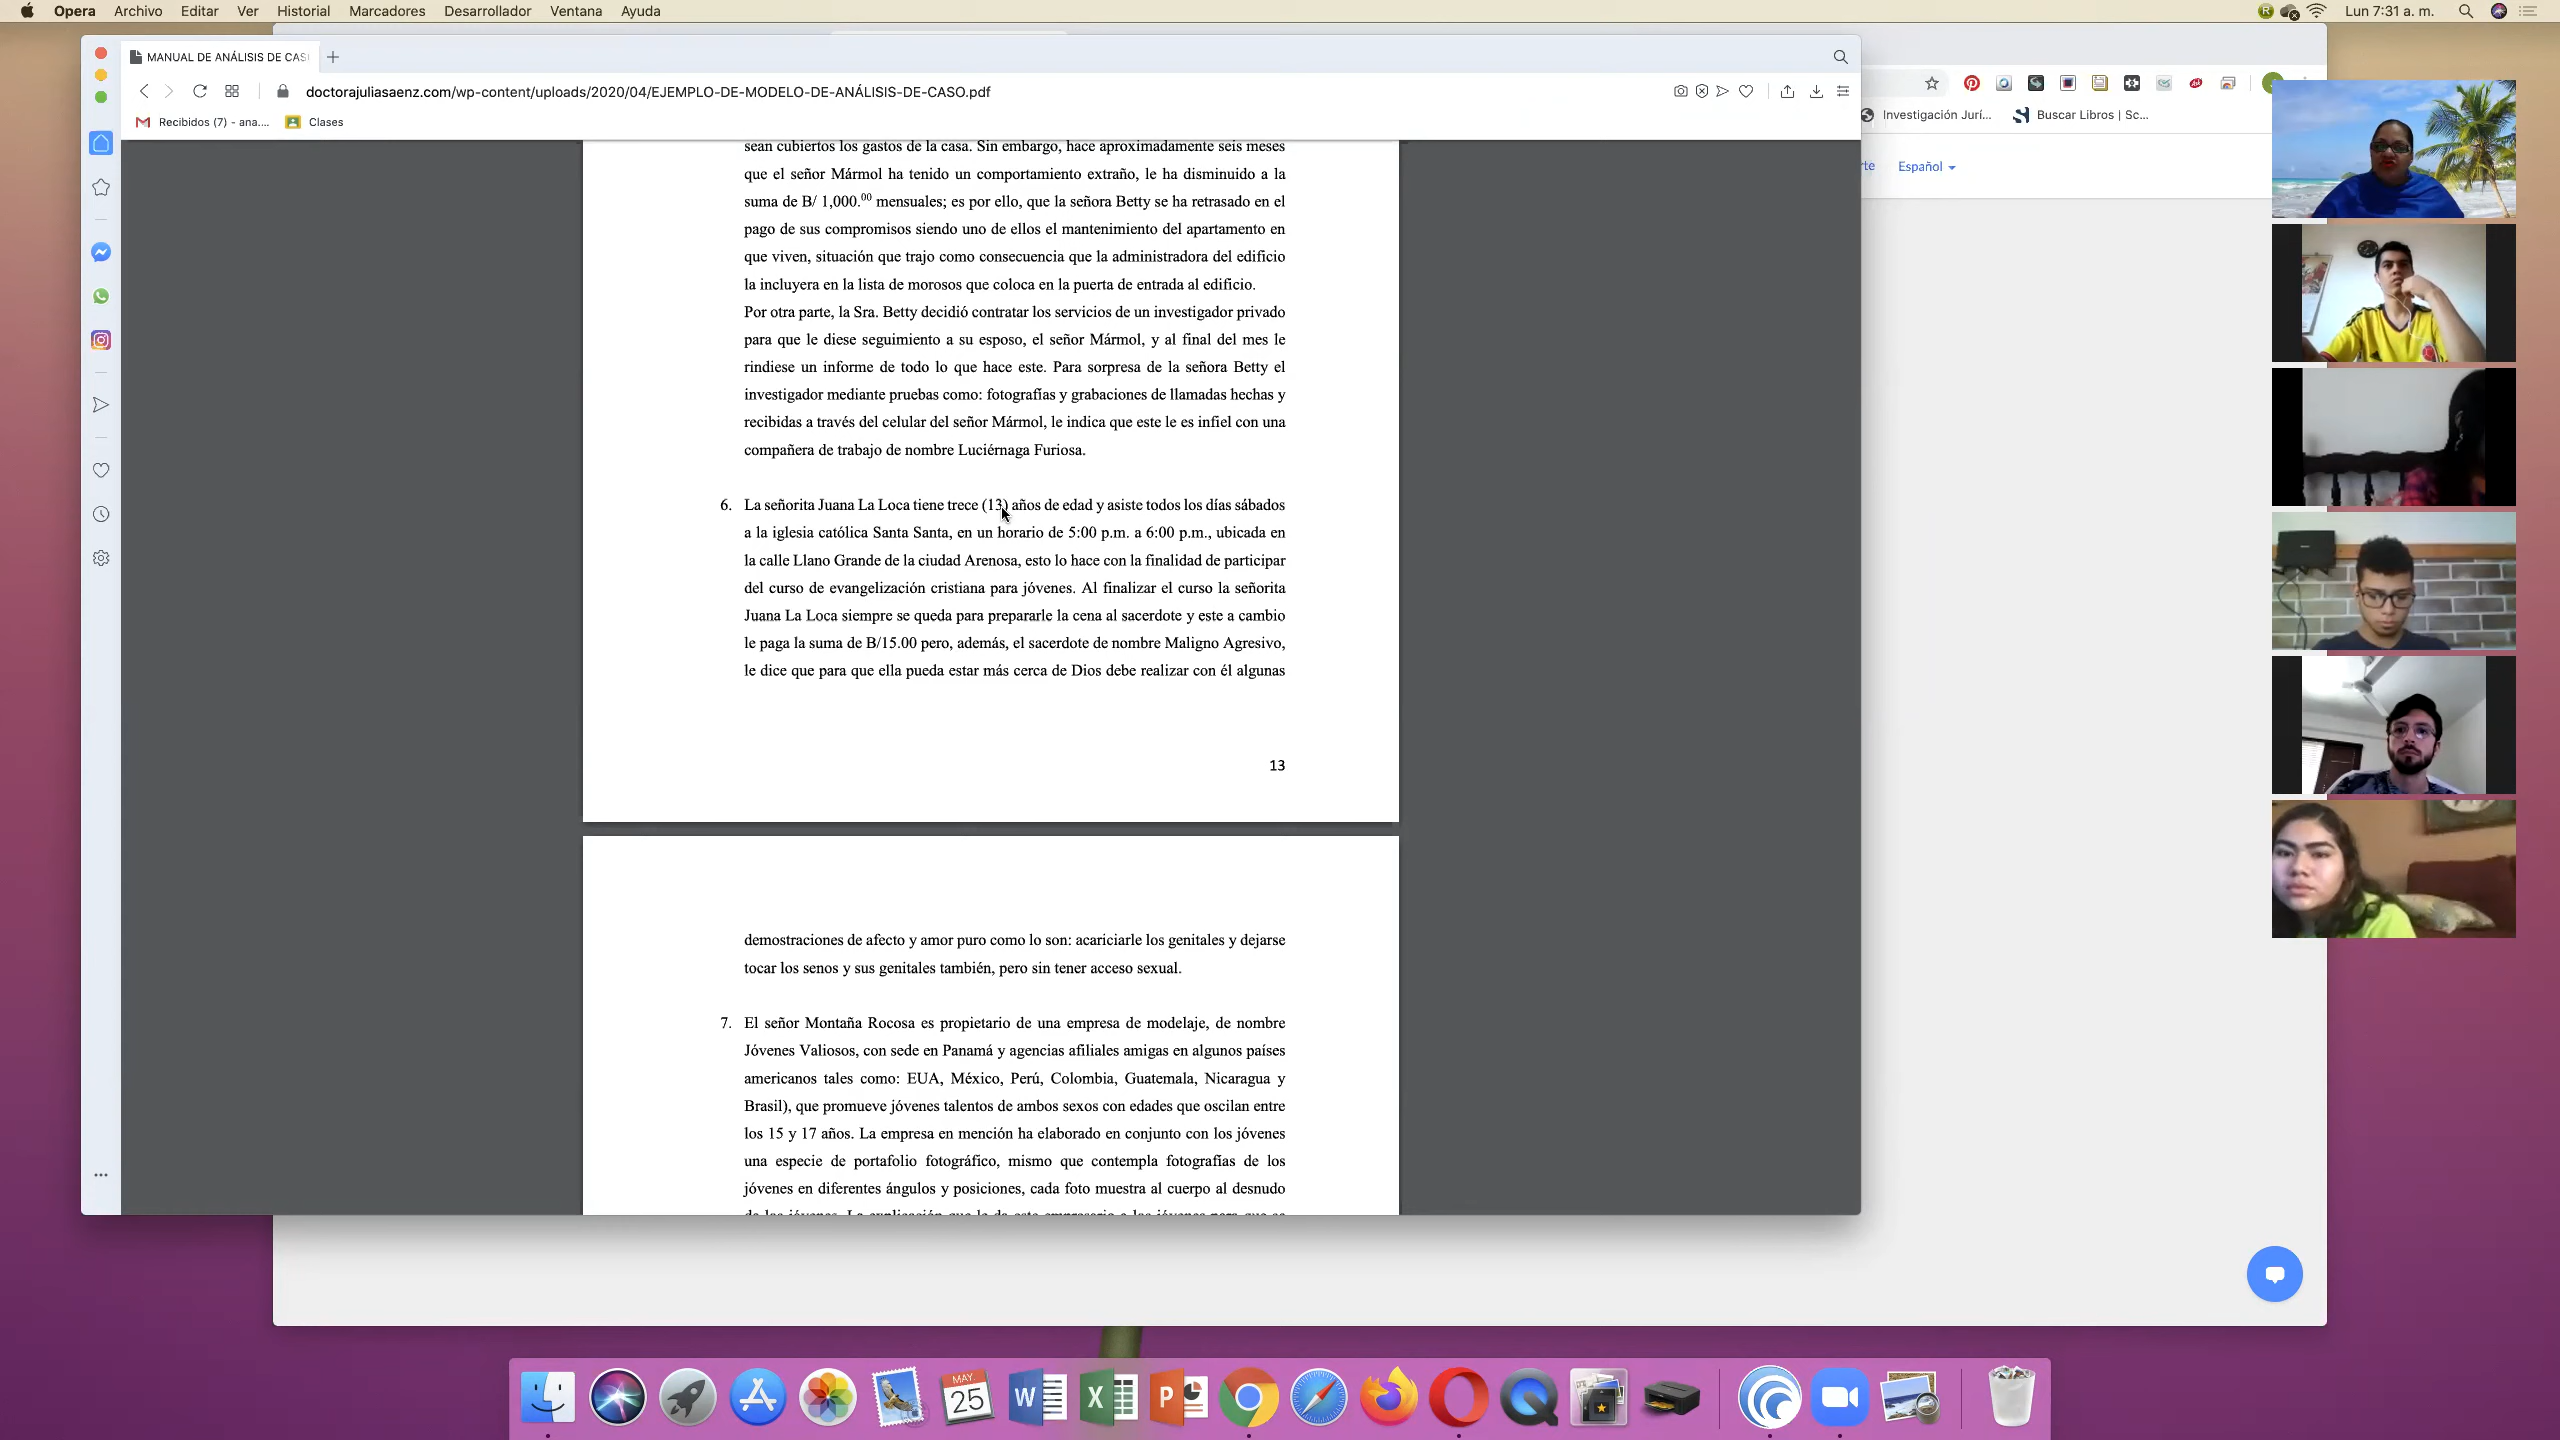 Opera Archivo Editar Ver Historial Marcadores Desarrollador Ventana Ayuda
Lun 7:31 a. m.
MANUAL DE ANÁLISIS DE CAS
doctorajuliasaenz.com/wp-content/uploads/2020/04/EJEMPLO-DE-MODELO-DE-ANÁLISIS-DE-CASO.pdf
Recibidos (7) - ana.... Clases
Investigación Jurí... Buscar Libros | Sc...
rte Español
sean cubiertos los gastos de la casa. Sin embargo, hace aproximadamente seis meses
que el señor Mármol ha tenido un comportamiento extraño, le ha disminuido a la
suma de B/ 1,000.00 mensuales; es por ello, que la señora Betty se ha retrasado en el
pago de sus compromisos siendo uno de ellos el mantenimiento del apartamento en
que viven, situación que trajo como consecuencia que la administradora del edificio
la incluyera en la lista de morosos que coloca en la puerta de entrada al edificio.
Por otra parte, la Sra. Betty decidió contratar los servicios de un investigador privado
para que le diese seguimiento a su esposo, el señor Mármol, y al final del mes le
rindiese un informe de todo lo que hace este. Para sorpresa de la señora Betty el
investigador mediante pruebas como: fotografías y grabaciones de llamadas hechas y
recibidas a través del celular del señor Mármol, le indica que este le es infiel con una
compañera de trabajo de nombre Luciérnaga Furiosa.
6. La señorita Juana La Loca tiene trece (13) años de edad y asiste todos los días sábados
a la iglesia católica Santa Santa, en un horario de 5:00 p.m. a 6:00 p.m., ubicada en
la calle Llano Grande de la ciudad Arenosa, esto lo hace con la finalidad de participar
del curso de evangelización cristiana para jóvenes. Al finalizar el curso la señorita
Juana La Loca siempre se queda para prepararle la cena al sacerdote y este a cambio
le paga la suma de B/15.00 pero, además, el sacerdote de nombre Maligno Agresivo,
le dice que para que ella pueda estar más cerca de Dios debe realizar con él algunas
13
demostraciones de afecto y amor puro como lo son: acariciarle los genitales y dejarse
tocar los senos y sus genitales también, pero sin tener acceso sexual.
7. El señor Montaña Rocosa es propietario de una empresa de modelaje, de nombre
Jóvenes Valiosos, con sede en Panamá y agencias afiliales amigas en algunos países
americanos tales como: EUA, México, Perú, Colombia, Guatemala, Nicaragua y
Brasil), que promueve jóvenes talentos de ambos sexos con edades que oscilan entre
los 15 y 17 años. La empresa en mención ha elaborado en conjunto con los jóvenes
una especie de portafolio fotográfico, mismo que contempla fotografías de los
jóvenes en diferentes ángulos y posiciones, cada foto muestra al cuerpo al desnudo
de los jóvenes. La explicación que le da este empresario a los jóvenes para que se
MAY.
25
W
X
P